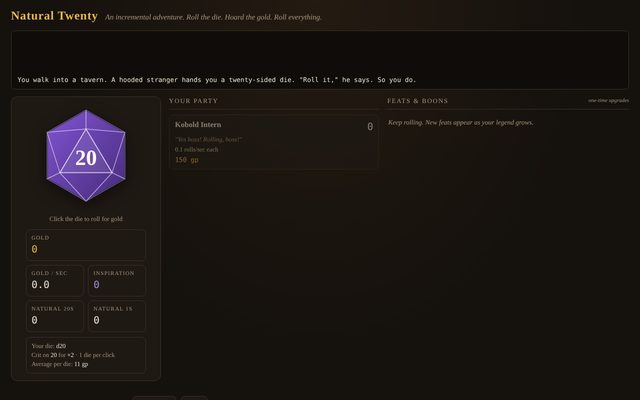 Natural Twenty An incremental adventure. Roll the die. Hoard the gold. Roll everything.
You walk into a tavern. A hooded stranger hands you a twenty-sided die. "Roll it," he says. So you do.
20
Click the die to roll for gold
GOLD
0
GOLD / SEC
0.0
INSPIRATION
0
NATURAL 20S
0
NATURAL 1S
0
Your die: d20
Crit on 20 for ×2 · 1 die per click
Average per die: 11 gp
YOUR PARTY
Kobold Intern 0
"Yes boss! Rolling, boss!"
0.1 rolls/sec each
150 gp
FEATS & BOONS one-time upgrades
Keep rolling. New feats appear as your legend grows.